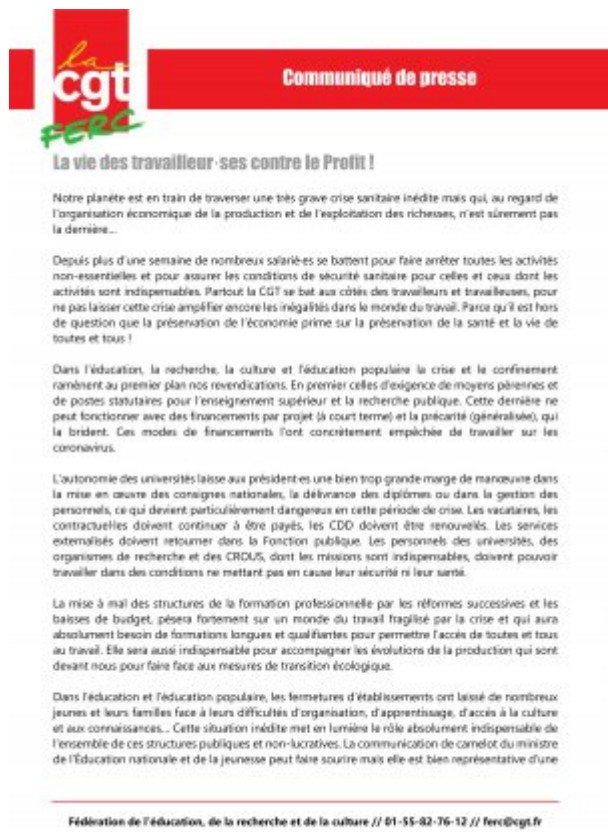 la
cgt
FERC
Communiqué de presse
La vie des travailleur·ses contre le Profit !
Notre planète est en train de traverser une très grave crise sanitaire inédite mais qui, au regard de
l'organisation économique de la production et de l'exploitation des richesses, n'est sûrement pas
la dernière...
Depuis plus d'une semaine de nombreux salarié·es se battent pour faire arrêter toutes les activités
non-essentielles et pour assurer les conditions de sécurité sanitaire pour celles et ceux dont les
activités sont indispensables. Partout la CGT se bat aux côtés des travailleurs et travailleuses, pour
ne pas laisser cette crise amplifier encore les inégalités dans le monde du travail. Parce qu'il est hors
de question que la préservation de l'économie prime sur la préservation de la santé et la vie de
toutes et tous !
Dans l'éducation, la recherche, la culture et l'éducation populaire la crise et le confinement
ramènent au premier plan nos revendications. En premier celles d'exigence de moyens pérennes et
de postes statutaires pour l'enseignement supérieur et la recherche publique. Cette dernière ne
peut fonctionner avec des financements par projet (à court terme) et la précarité (généralisée), qui
la brident. Ces modes de financements l'ont concrètement empêchée de travailler sur les
coronavirus.
L'autonomie des universités laisse aux président·es une bien trop grande marge de manœuvre dans
la mise en œuvre des consignes nationales, la délivrance des diplômes ou dans la gestion des
personnels, ce qui devient particulièrement dangereux en cette période de crise. Les vacataires, les
contractuel·les doivent continuer à être payés, les CDD doivent être renouvelés. Les services
externalisés doivent retourner dans la Fonction publique. Les personnels des universités, des
organismes de recherche et des CROUS, dont les missions sont indispensables, doivent pouvoir
travailler dans des conditions ne mettant pas en cause leur sécurité ni leur santé.
La mise à mal des structures de la formation professionnelle par les réformes successives et les
baisses de budget, pèsera fortement sur un monde du travail fragilisé par la crise et qui aura
absolument besoin de formations longues et qualifiantes pour permettre l'accès de toutes et tous
au travail. Elle sera aussi indispensable pour accompagner les évolutions de la production qui sont
devant nous pour faire face aux mesures de transition écologique.
Dans l'éducation et l'éducation populaire, les fermetures d'établissements ont laissé de nombreux
jeunes et leurs familles face à leurs difficultés d'organisation, d'apprentissage, d'accès à la culture
et aux connaissances... Cette situation inédite met en lumière le rôle absolument indispensable de
l'ensemble de ces structures publiques et non-lucratives. La communication de camelot du ministre
de l'Éducation nationale et de la jeunesse peut faire sourire mais elle est bien représentative d'une
Fédération de l'éducation, de la recherche et de la culture // 01-55-82-76-12 // ferc@cgt.fr